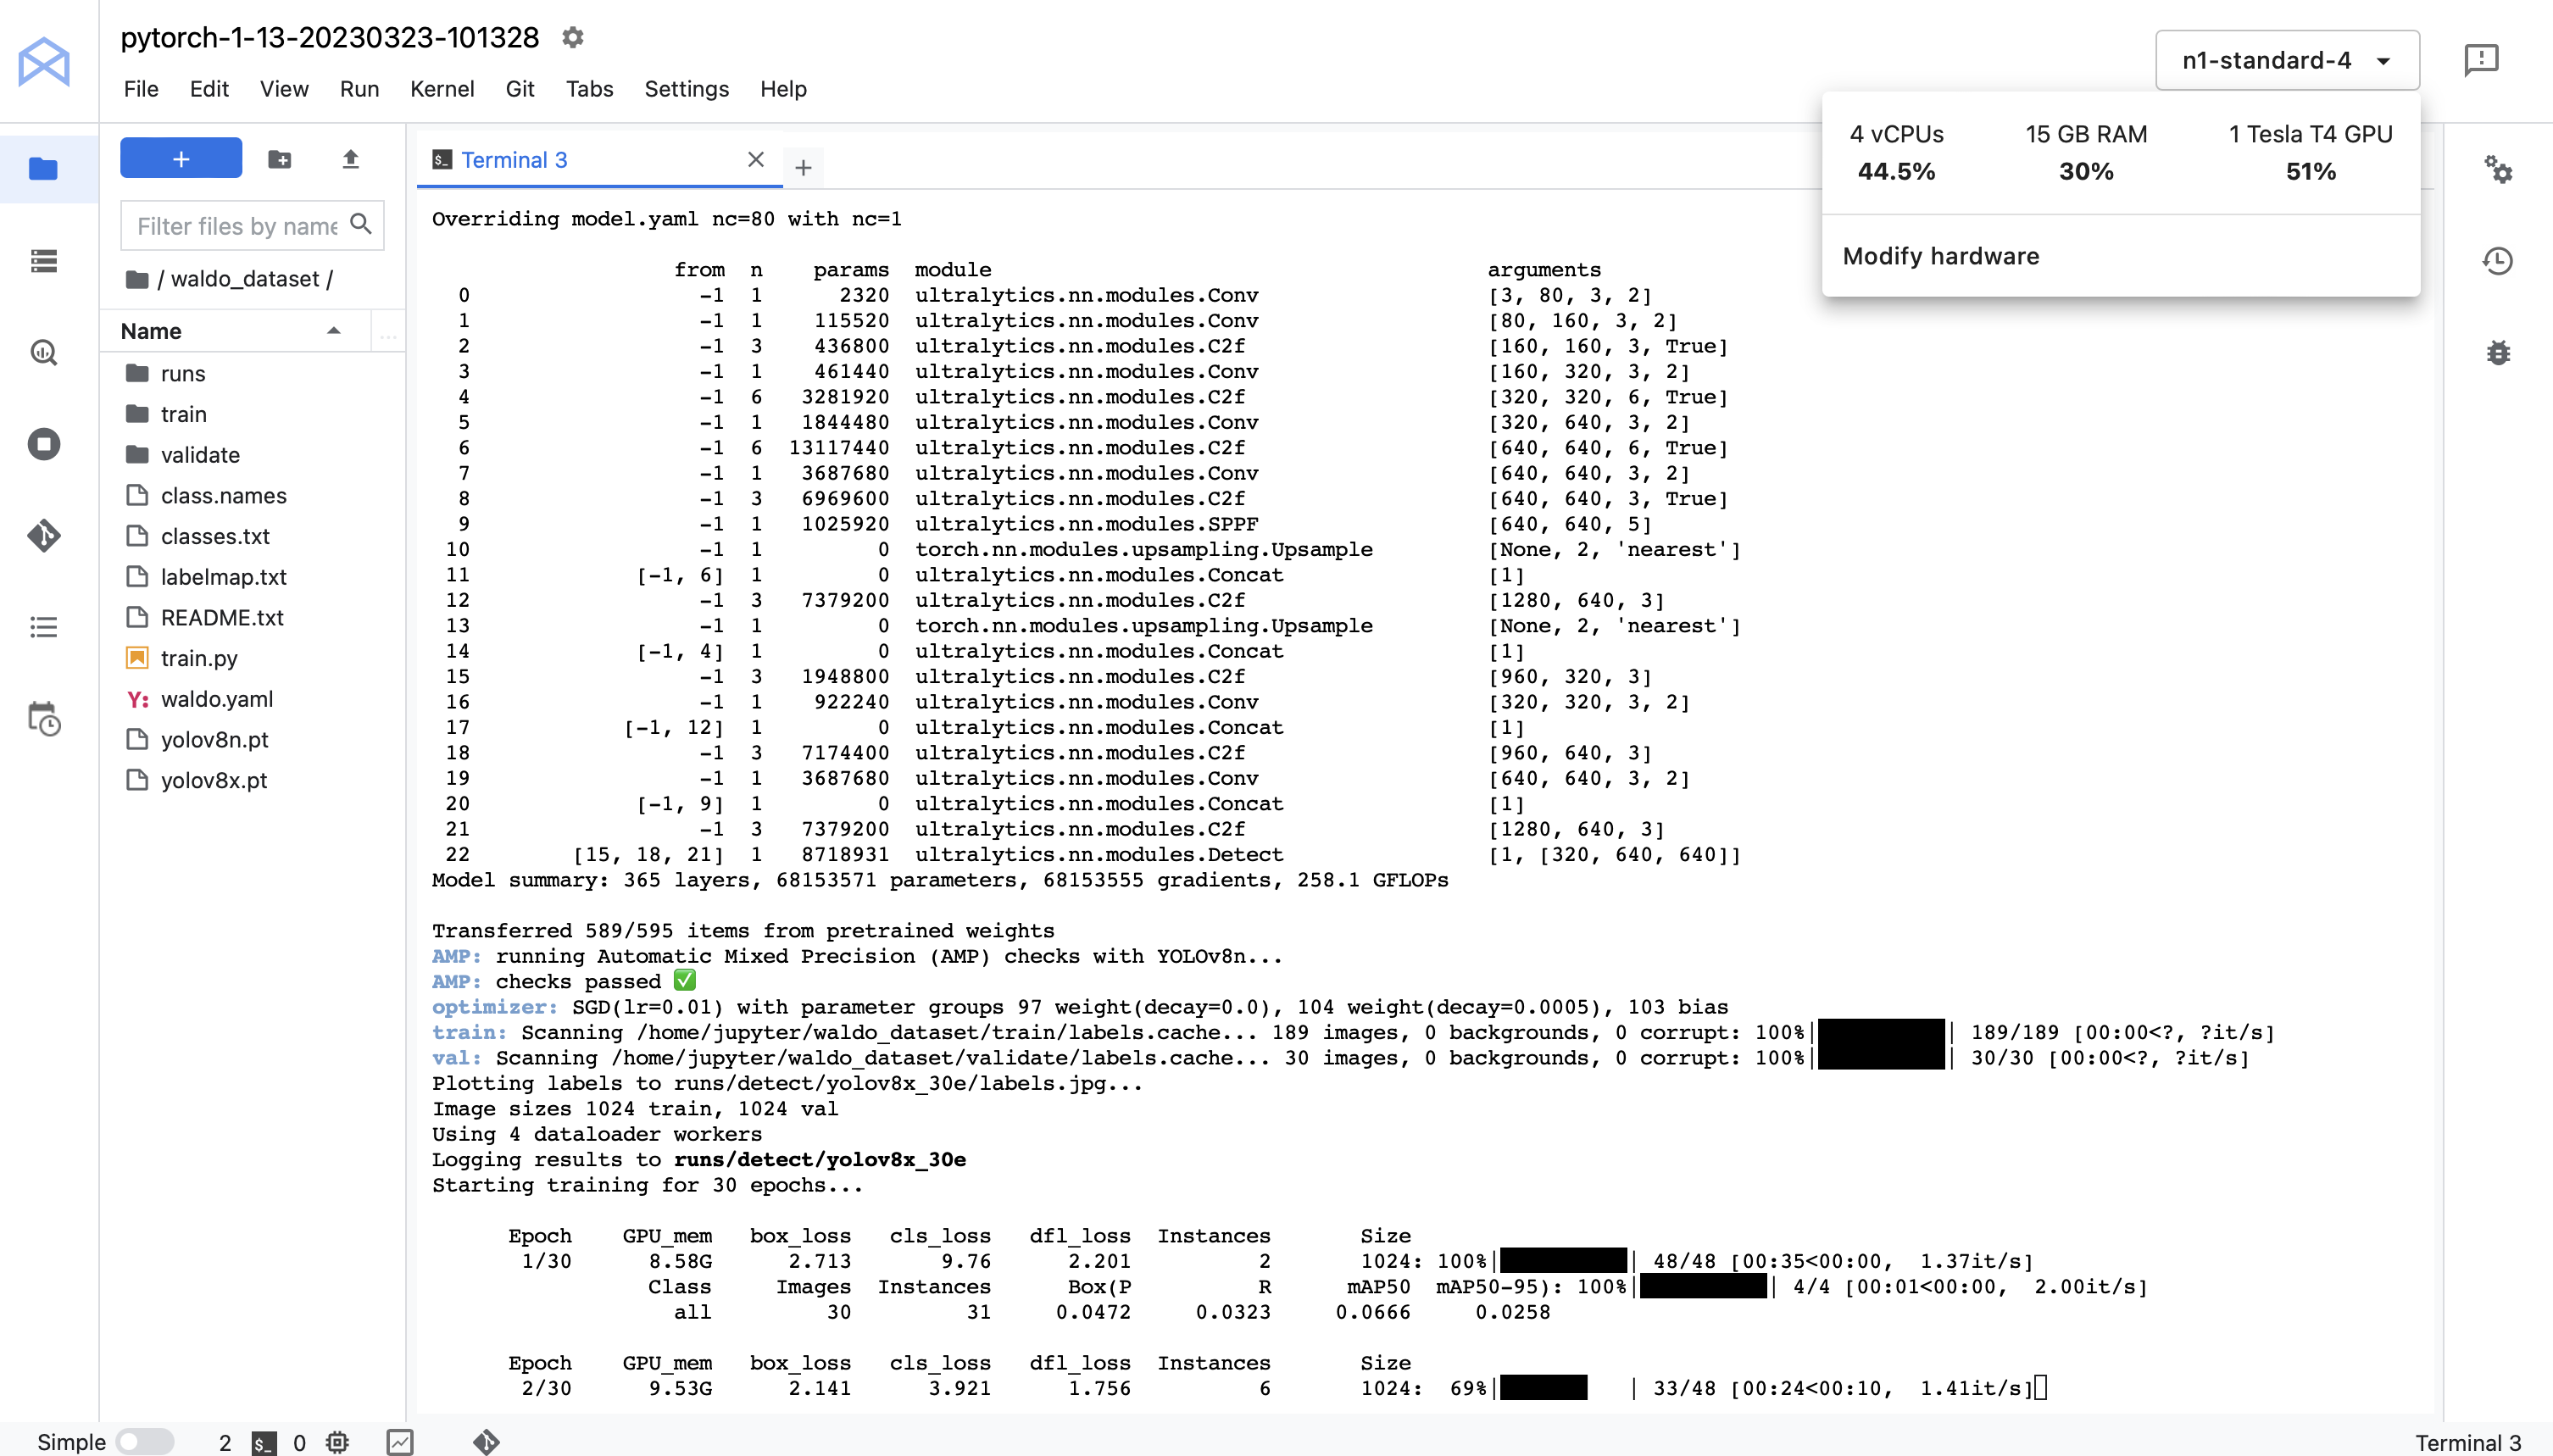 pytorch-1-13-20230323-101328
File Edit View Run Kernel Git Tabs Settings Help
n1-standard-4
4 vCPUs 15 GB RAM 1 Tesla T4 GPU
44.5% 30% 51%
Modify hardware
+
Filter files by name
/ waldo_dataset /
Name
...
runs
train
validate
class.names
classes.txt
labelmap.txt
README.txt
train.py
Y: waldo.yaml
yolov8n.pt
yolov8x.pt
$_ Terminal 3
Overriding model.yaml nc=80 with nc=1
from n params module arguments
0 -1 1 2320 ultralytics.nn.modules.Conv [3, 80, 3, 2]
1 -1 1 115520 ultralytics.nn.modules.Conv [80, 160, 3, 2]
2 -1 3 436800 ultralytics.nn.modules.C2f [160, 160, 3, True]
3 -1 1 461440 ultralytics.nn.modules.Conv [160, 320, 3, 2]
4 -1 6 3281920 ultralytics.nn.modules.C2f [320, 320, 6, True]
5 -1 1 1844480 ultralytics.nn.modules.Conv [320, 640, 3, 2]
6 -1 6 13117440 ultralytics.nn.modules.C2f [640, 640, 6, True]
7 -1 1 3687680 ultralytics.nn.modules.Conv [640, 640, 3, 2]
8 -1 3 6969600 ultralytics.nn.modules.C2f [640, 640, 3, True]
9 -1 1 1025920 ultralytics.nn.modules.SPPF [640, 640, 5]
10 -1 1 0 torch.nn.modules.upsampling.Upsample [None, 2, 'nearest']
11 [-1, 6] 1 0 ultralytics.nn.modules.Concat [1]
12 -1 3 7379200 ultralytics.nn.modules.C2f [1280, 640, 3]
13 -1 1 0 torch.nn.modules.upsampling.Upsample [None, 2, 'nearest']
14 [-1, 4] 1 0 ultralytics.nn.modules.Concat [1]
15 -1 3 1948800 ultralytics.nn.modules.C2f [960, 320, 3]
16 -1 1 922240 ultralytics.nn.modules.Conv [320, 320, 3, 2]
17 [-1, 12] 1 0 ultralytics.nn.modules.Concat [1]
18 -1 3 7174400 ultralytics.nn.modules.C2f [960, 640, 3]
19 -1 1 3687680 ultralytics.nn.modules.Conv [640, 640, 3, 2]
20 [-1, 9] 1 0 ultralytics.nn.modules.Concat [1]
21 -1 3 7379200 ultralytics.nn.modules.C2f [1280, 640, 3]
22 [15, 18, 21] 1 8718931 ultralytics.nn.modules.Detect [1, [320, 640, 640]]
Model summary: 365 layers, 68153571 parameters, 68153555 gradients, 258.1 GFLOPs
Transferred 589/595 items from pretrained weights
AMP: running Automatic Mixed Precision (AMP) checks with YOLOv8n...
AMP: checks passed ✅
optimizer: SGD(lr=0.01) with parameter groups 97 weight(decay=0.0), 104 weight(decay=0.0005), 103 bias
train: Scanning /home/jupyter/waldo_dataset/train/labels.cache... 189 images, 0 backgrounds, 0 corrupt: 100%|██████████| 189/189 [00:00<?, ?it/s]
val: Scanning /home/jupyter/waldo_dataset/validate/labels.cache... 30 images, 0 backgrounds, 0 corrupt: 100%|██████████| 30/30 [00:00<?, ?it/s]
Plotting labels to runs/detect/yolov8x_30e/labels.jpg...
Image sizes 1024 train, 1024 val
Using 4 dataloader workers
Logging results to runs/detect/yolov8x_30e
Starting training for 30 epochs...
Epoch GPU_mem box_loss cls_loss dfl_loss Instances Size
1/30 8.58G 2.713 9.76 2.201 2 1024: 100%|██████████| 48/48 [00:35<00:00, 1.37it/s]
Class Images Instances Box(P R mAP50 mAP50-95): 100%|██████████| 4/4 [00:01<00:00, 2.00it/s]
all 30 31 0.0472 0.0323 0.0666 0.0258
Epoch GPU_mem box_loss cls_loss dfl_loss Instances Size
2/30 9.53G 2.141 3.921 1.756 6 1024: 69%|███████ | 33/48 [00:24<00:10, 1.41it/s]
Simple 2 $_ 0 Terminal 3